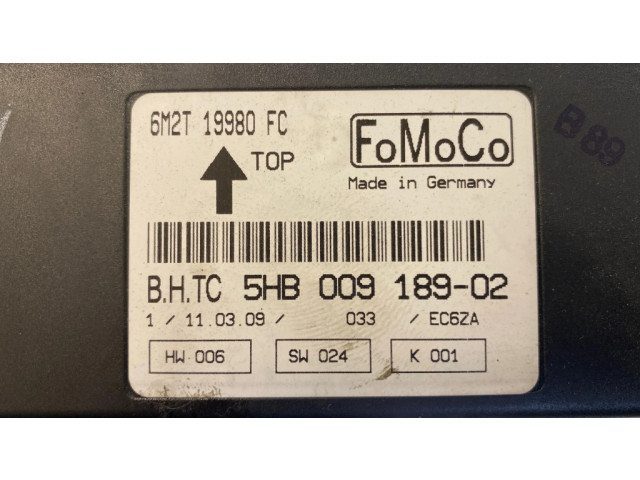 6M2T 19980 FC
FoMoCo
TOP
Made in Germany
B89
B.H.TC 5HB 009 189-02
1 / 11.03.09 / 033 / EC6ZA
HW 006 SW 024 K 001